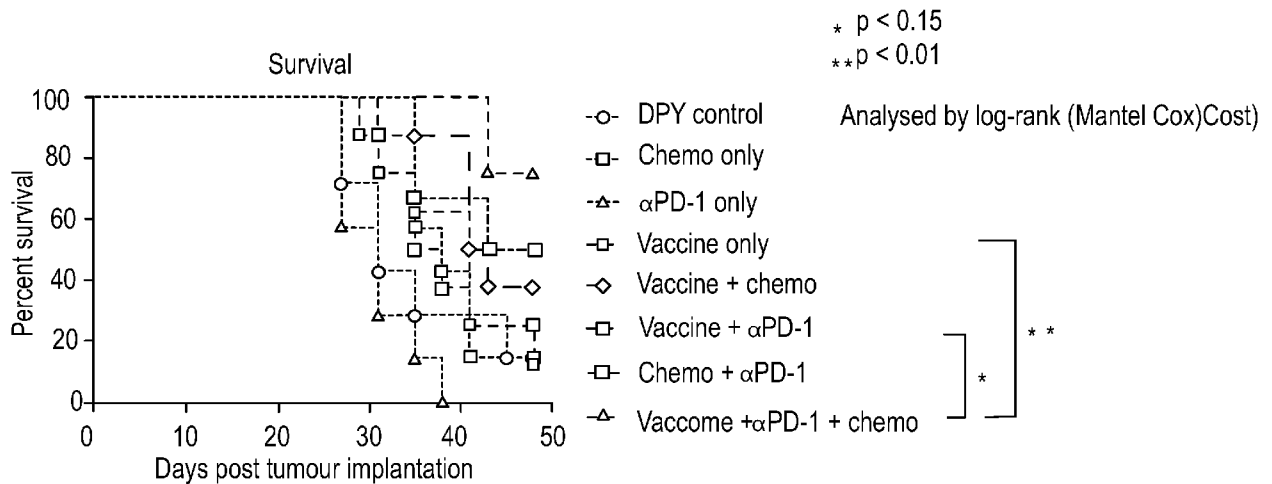 * p < 0.15
**p < 0.01
Survival
Analysed by log-rank (Mantel Cox)Cost)
100
80
60
40
20
0
Percent survival
0 10 20 30 40 50
Days post tumour implantation
DPY control
Chemo only
αPD-1 only
Vaccine only
Vaccine + chemo
Vaccine + αPD-1
Chemo + αPD-1
Vaccome +αPD-1 + chemo
* *
*